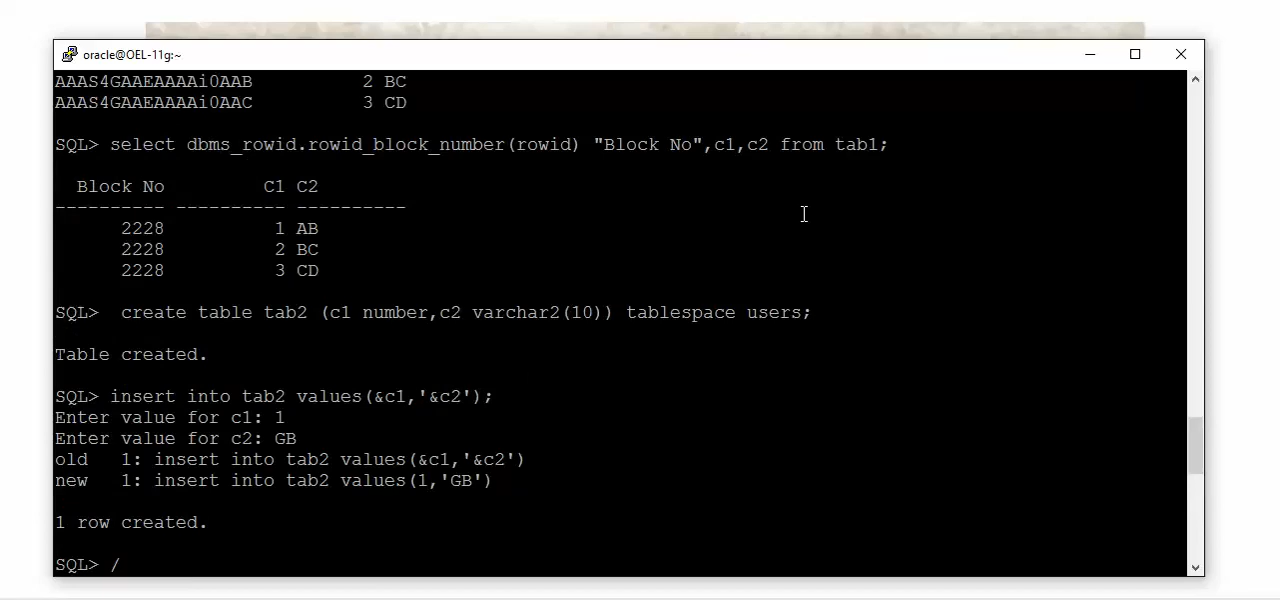 oracle@OEL-11g:~
AAAS4GAAEAAAAi0AAB 2 BC
AAAS4GAAEAAAAi0AAC 3 CD
SQL> select dbms_rowid.rowid_block_number(rowid) "Block No",c1,c2 from tab1;
Block No C1 C2
---------- ---------- ----------
2228 1 AB
2228 2 BC
2228 3 CD
SQL>  create table tab2 (c1 number,c2 varchar2(10)) tablespace users;
Table created.
SQL> insert into tab2 values(&c1,'&c2');
Enter value for c1: 1
Enter value for c2: GB
old   1: insert into tab2 values(&c1,'&c2')
new   1: insert into tab2 values(1,'GB')
1 row created.
SQL> /